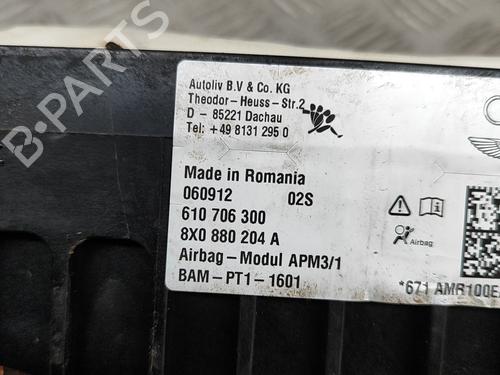 Autoliv B.V & Co. KG
Theodor-Heuss-Str.2
D - 85221 Dachau
Tel: +49 8131 295 0
Made in Romania
060912 02S
610 706 300
8X0 880 204 A
Airbag-Modul APM3/1
BAM-PT1-1601
Airbag
*671 AMR100E
B-PARTS